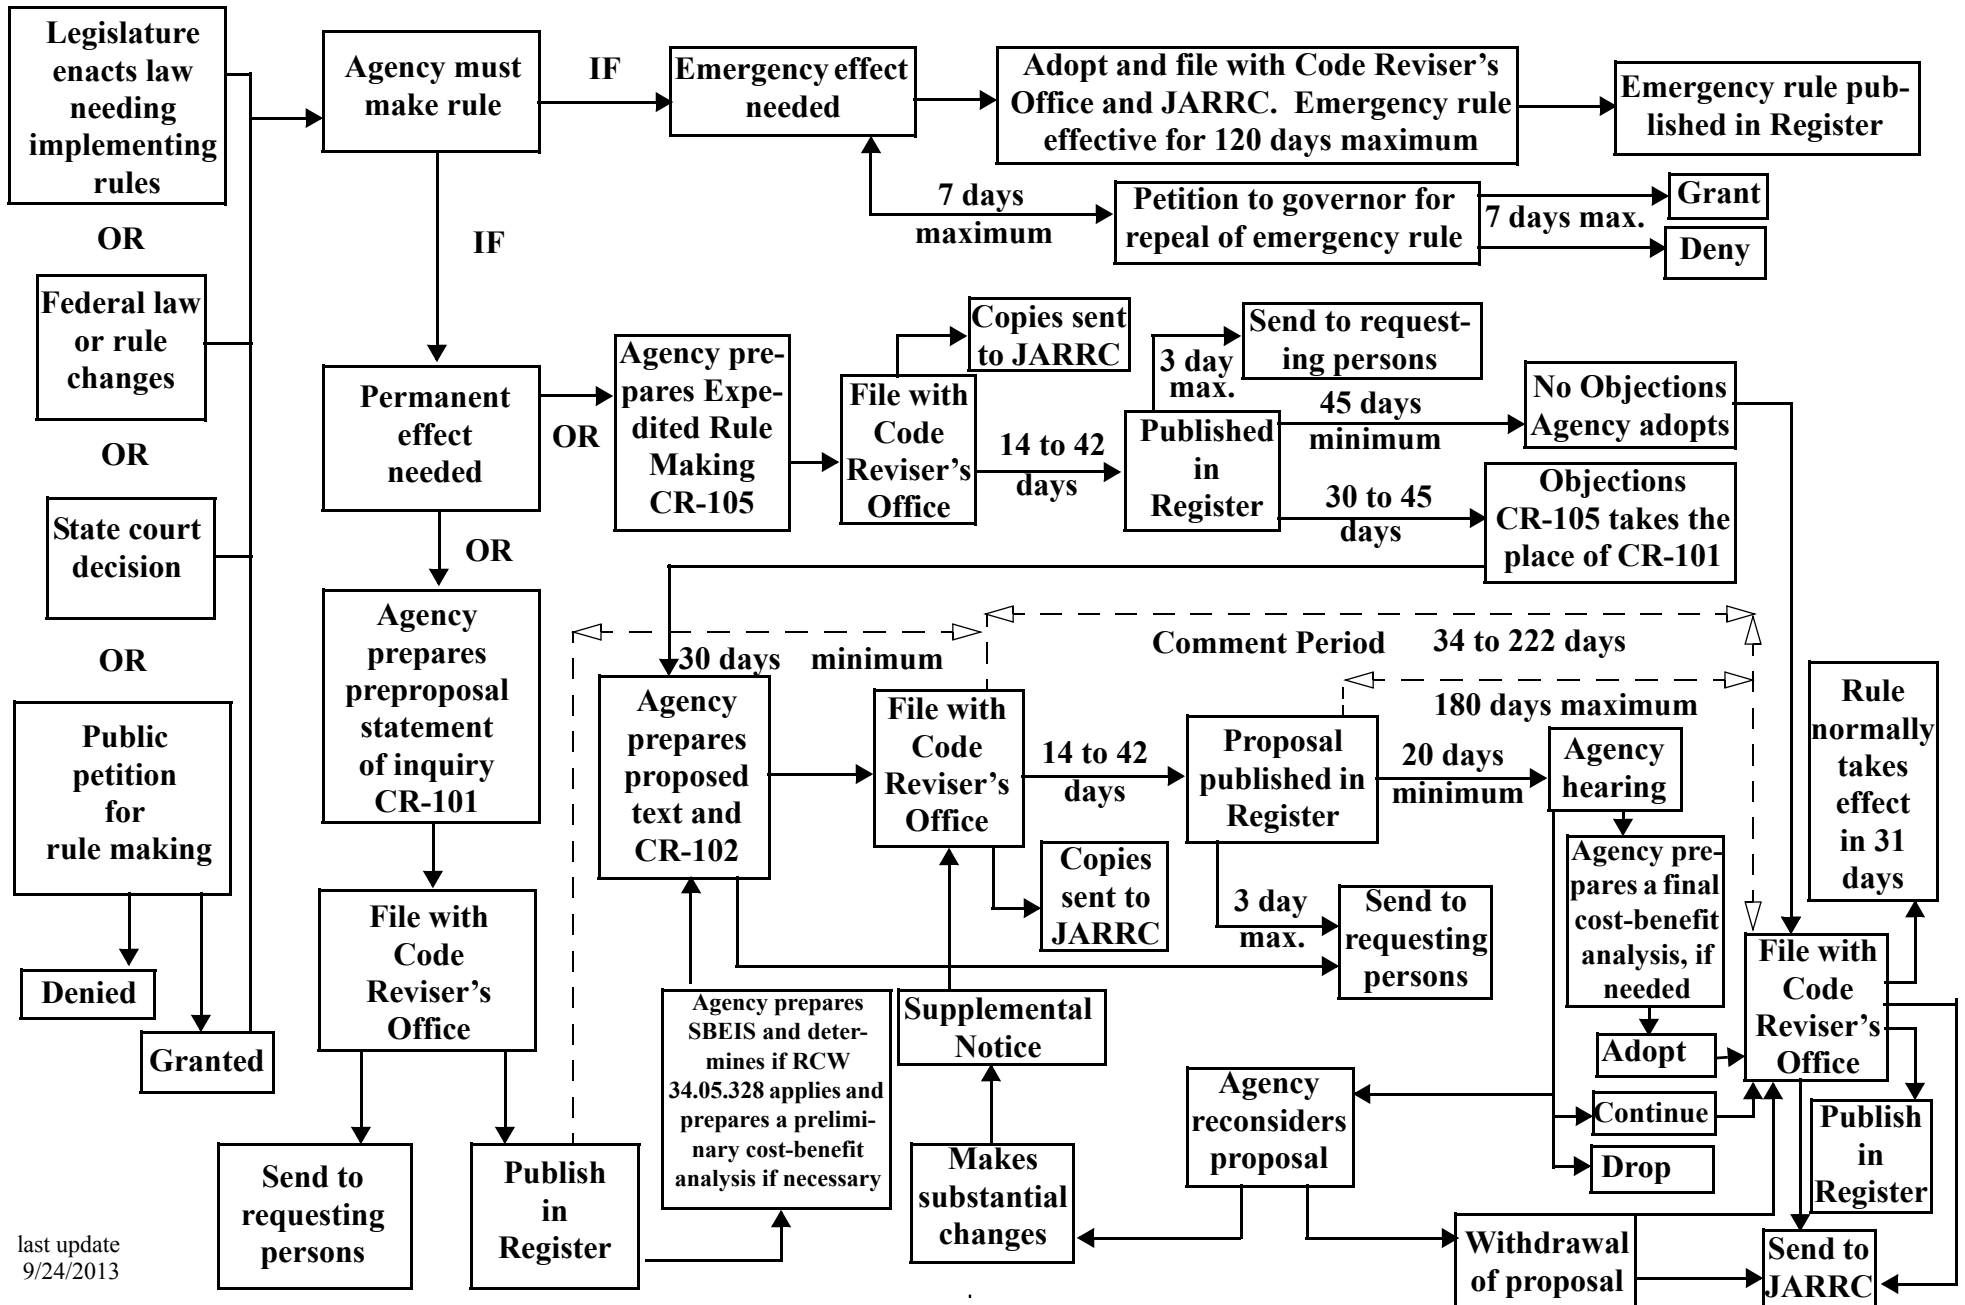 Legislature
enacts law
needing
implementing
rules
OR
Federal law
or rule
changes
OR
State court
decision
OR
Public
petition
for
rule making
Denied
Granted
Agency must
make rule
IF
Emergency effect
needed
Adopt and file with Code Reviser's
Office and JARRC. Emergency rule
effective for 120 days maximum
Emergency rule pub-
lished in Register
7 days
maximum
Petition to governor for
repeal of emergency rule
7 days max.
Grant
Deny
IF
Permanent
effect
needed
OR
Agency pre-
pares Expe-
dited Rule
Making
CR-105
File with
Code
Reviser's
Office
Copies sent
to JARRC
14 to 42
days
Published
in
Register
3 day
max.
Send to request-
ing persons
45 days
minimum
No Objections
Agency adopts
30 to 45
days
Objections
CR-105 takes the
place of CR-101
OR
Agency
prepares
preproposal
statement
of inquiry
CR-101
File with
Code
Reviser's
Office
Send to
requesting
persons
Publish
in
Register
30 days minimum
Agency
prepares
proposed
text and
CR-102
Agency prepares
SBEIS and deter-
mines if RCW
34.05.328 applies and
prepares a prelimi-
nary cost-benefit
analysis if necessary
File with
Code
Reviser's
Office
Copies
sent to
JARRC
Supplemental
Notice
Makes
substantial
changes
Comment Period 34 to 222 days
14 to 42
days
Proposal
published in
Register
180 days maximum
20 days
minimum
3 day
max.
Send to
requesting
persons
Agency
hearing
Agency pre-
pares a final
cost-benefit
analysis, if
needed
Adopt
Continue
Drop
Agency
reconsiders
proposal
Withdrawal
of proposal
File with
Code
Reviser's
Office
Rule
normally
takes
effect
in 31
days
Publish
in
Register
Send to
JARRC
last update
9/24/2013